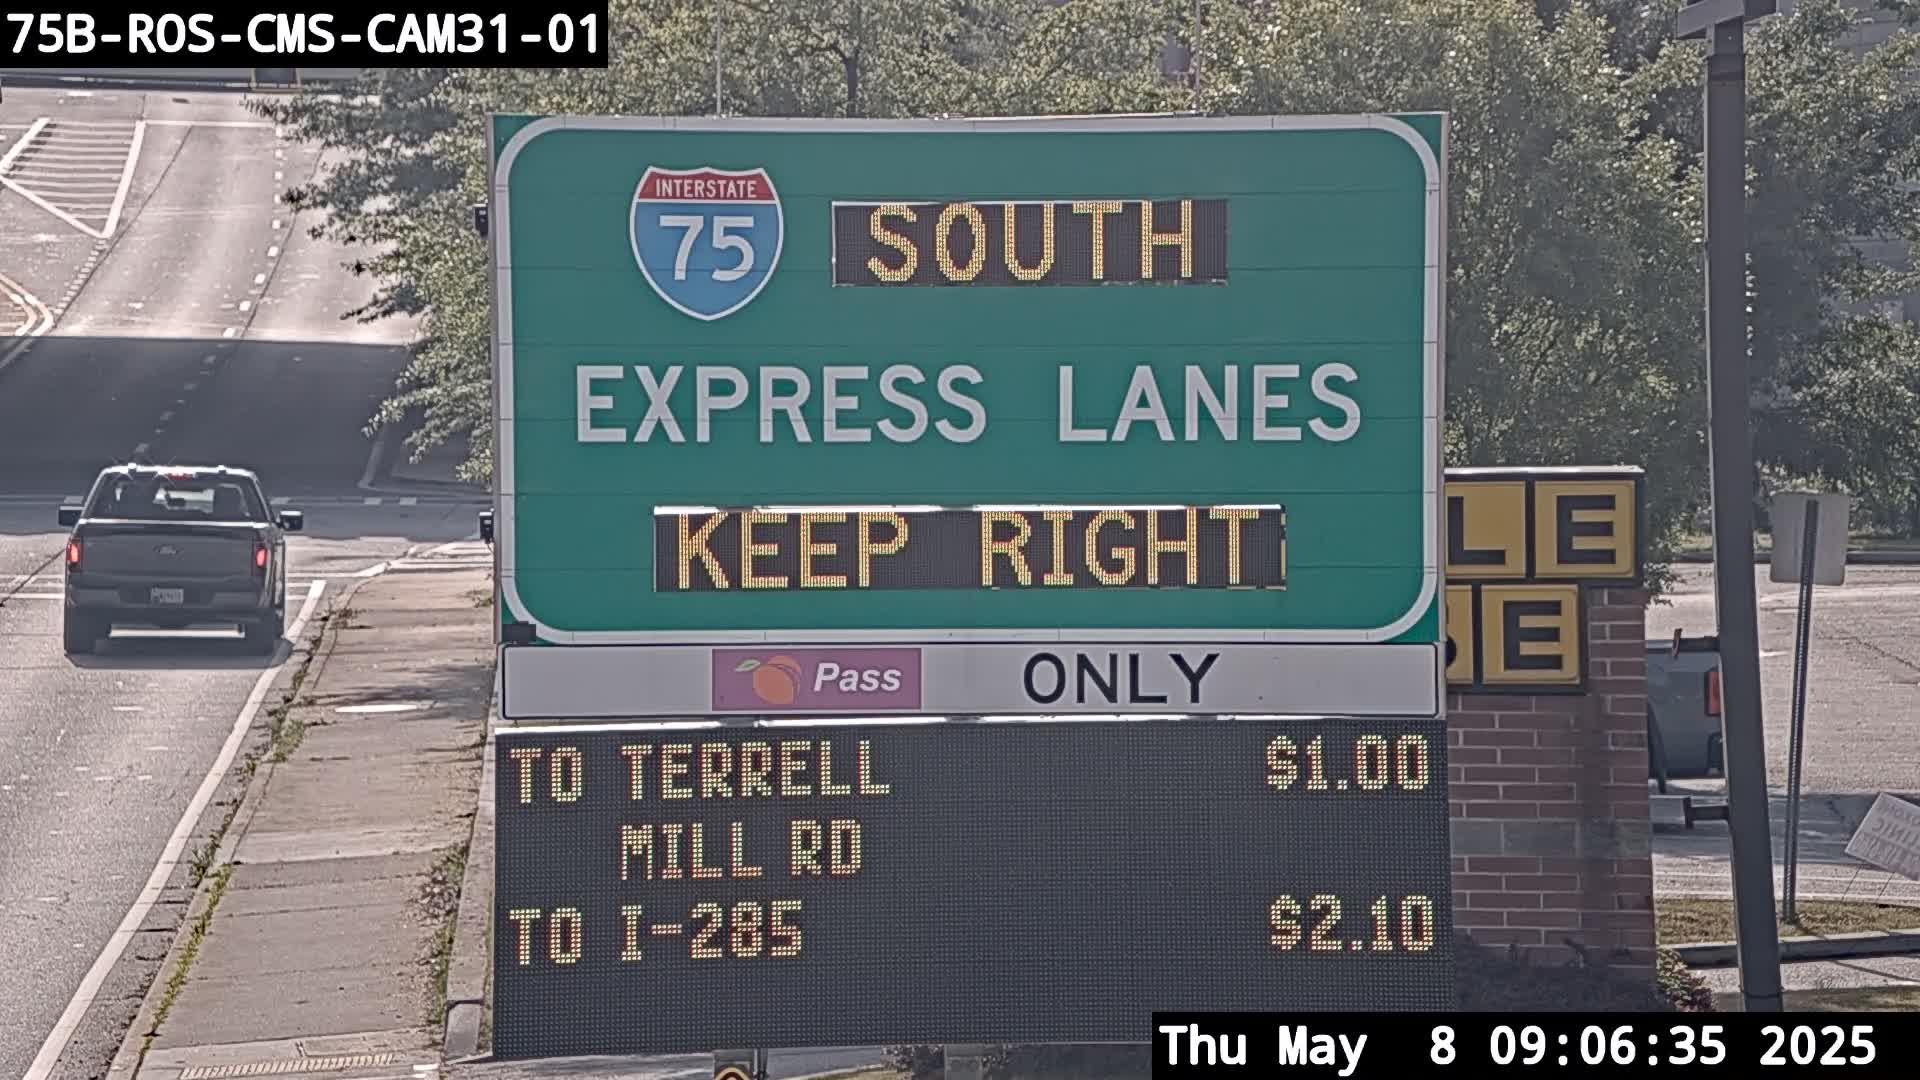 75B-ROS-CMS-CAM31-01
INTERSTATE
75
SOUTH
EXPRESS LANES
KEEP RIGHT
Pass ONLY
TO TERRELL $1.00
MILL RD
TO I-285 $2.10
LE
E
Thu May 8 09:06:35 2025